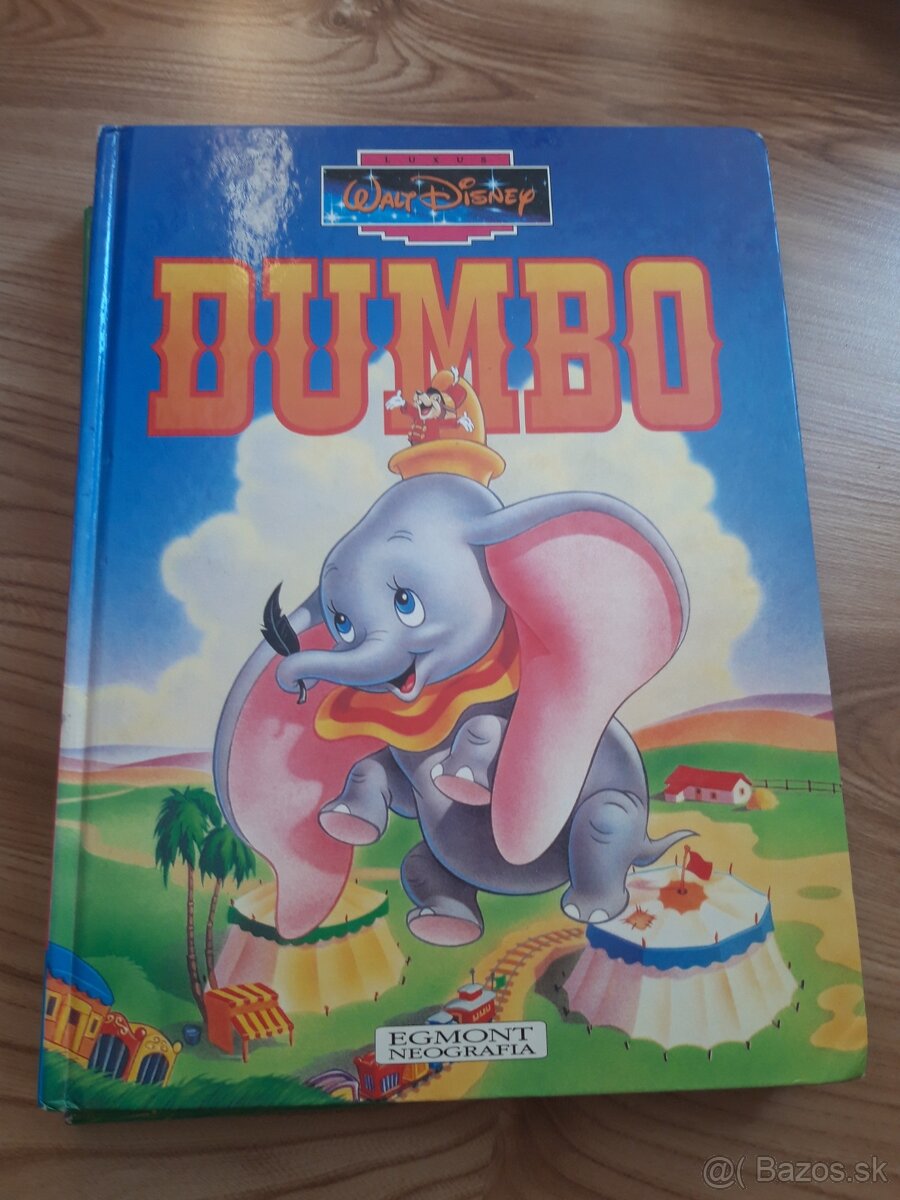 LUXUS
WALT DISNEY
DUMBO
EGMONT
NEOGRAFIA
@( Bazos.sk